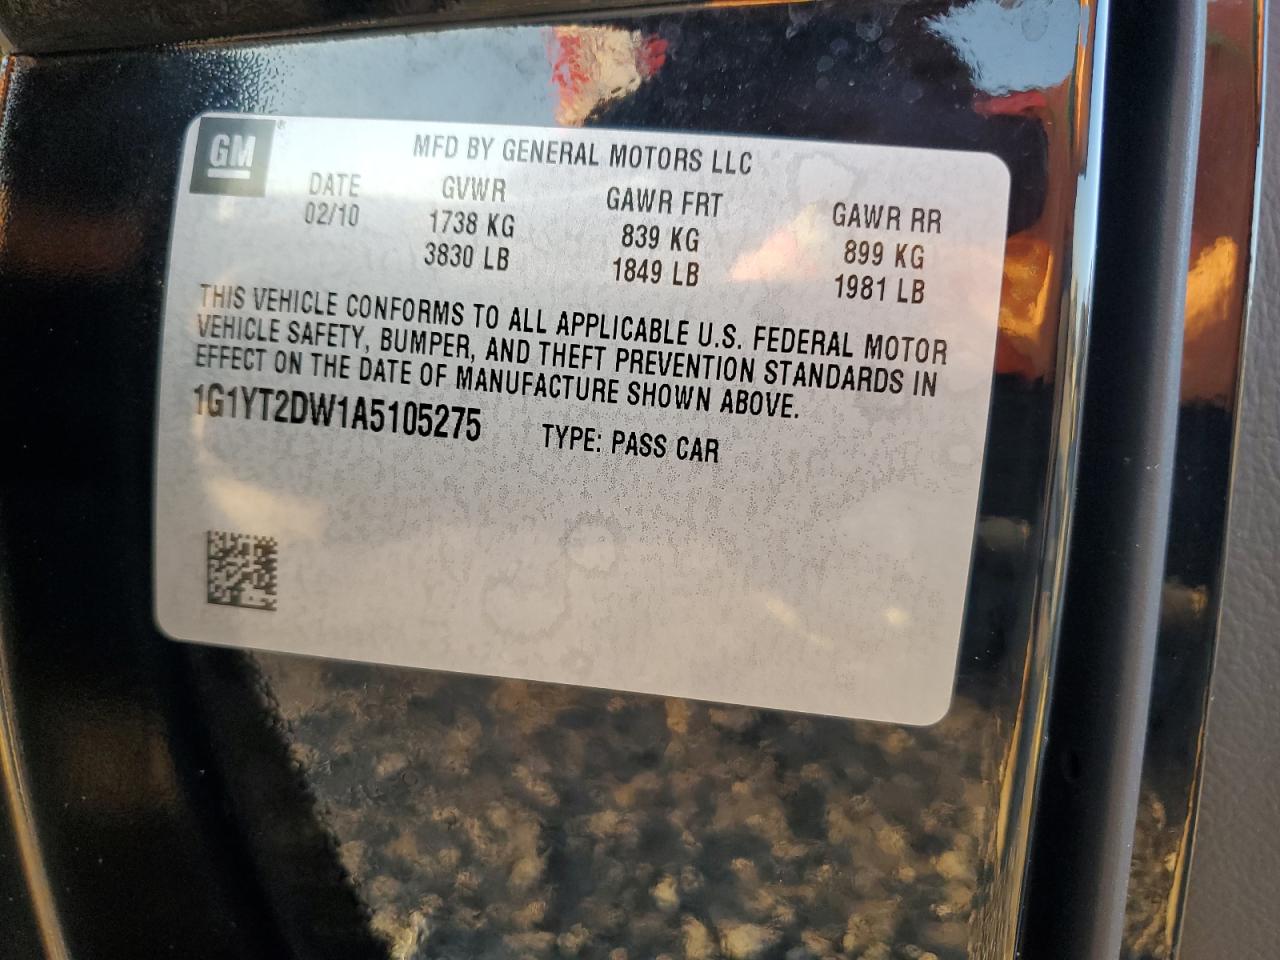 GM
MFD BY GENERAL MOTORS LLC
DATE GVWR GAWR FRT GAWR RR
02/10 1738 KG 839 KG 899 KG
3830 LB 1849 LB 1981 LB
THIS VEHICLE CONFORMS TO ALL APPLICABLE U.S. FEDERAL MOTOR
VEHICLE SAFETY, BUMPER, AND THEFT PREVENTION STANDARDS IN
EFFECT ON THE DATE OF MANUFACTURE SHOWN ABOVE.
1G1YT2DW1A5105275 TYPE: PASS CAR